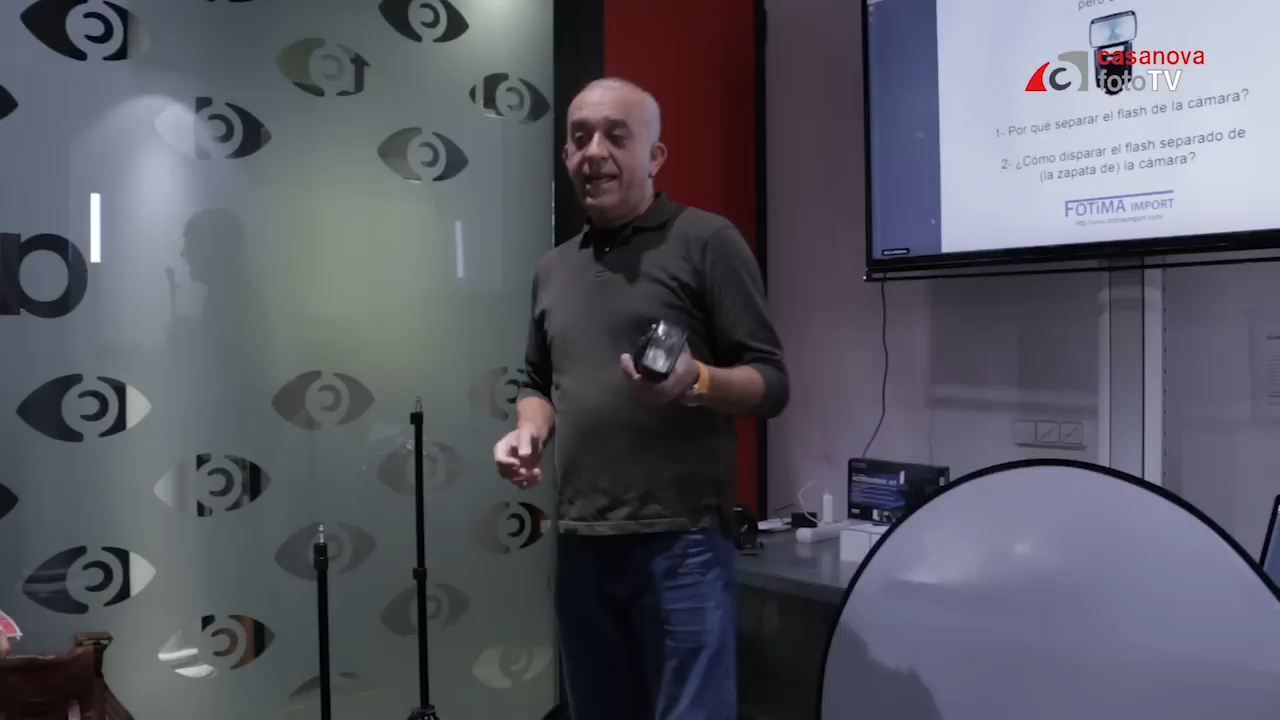 pero
casanova
fotoTV
1- Por qué separar el flash de la cámara?
2- ¿Cómo disparar el flash separado de
(la zapata de) la cámara?
FOTIMA IMPORT